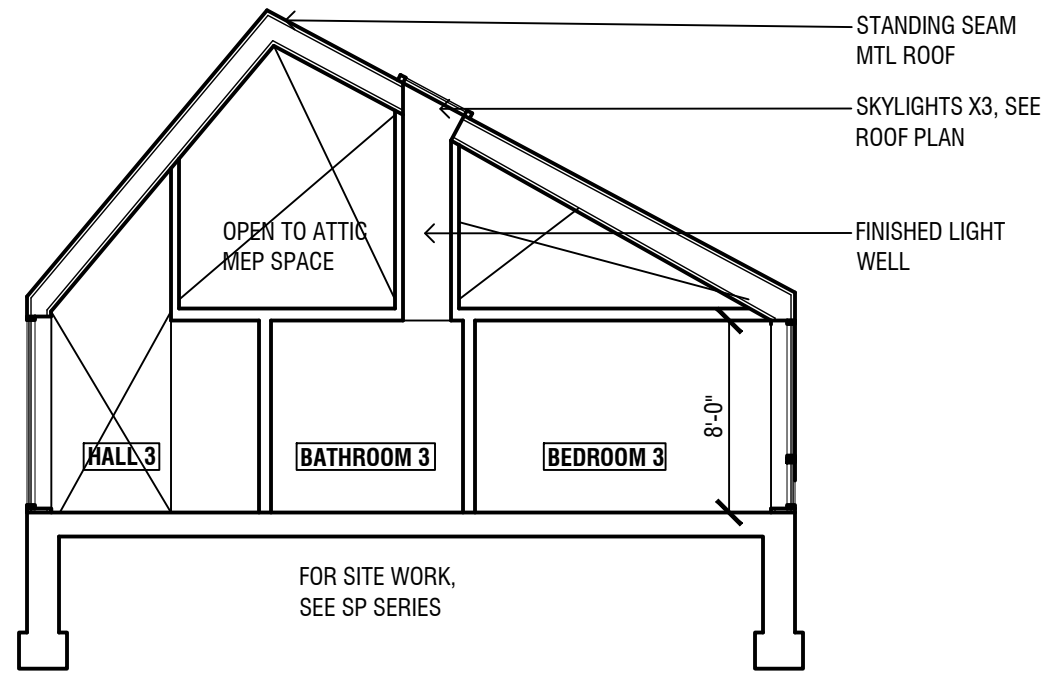 STANDING SEAM
MTL ROOF
SKYLIGHTS X3, SEE
ROOF PLAN
OPEN TO ATTIC
MEP SPACE
FINISHED LIGHT
WELL
8'-0"
HALL 3
BATHROOM 3
BEDROOM 3
FOR SITE WORK,
SEE SP SERIES